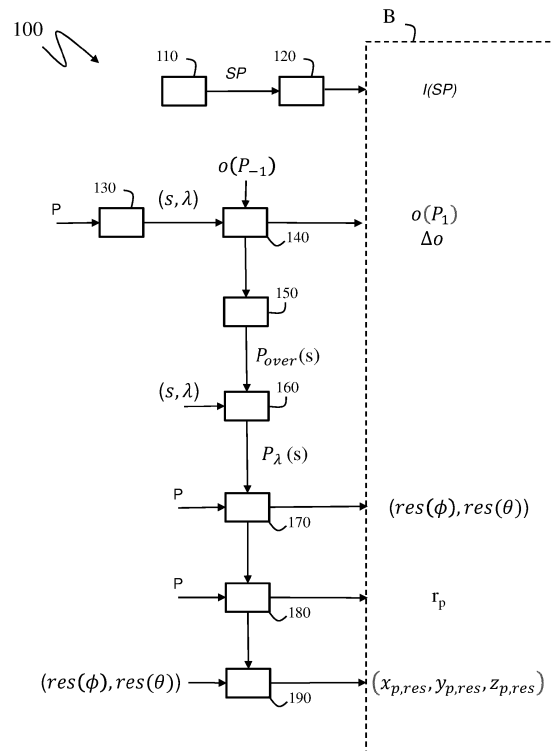 100
B
110
SP
120
I(SP)
o(P₋₁)
130
P
(s, λ)
140
o(P₁)
Δo
150
P_over(s)
(s, λ)
160
P_λ(s)
P
170
(res(ϕ), res(θ))
P
180
r_p
(res(ϕ), res(θ))
190
(x_p,res, y_p,res, z_p,res)